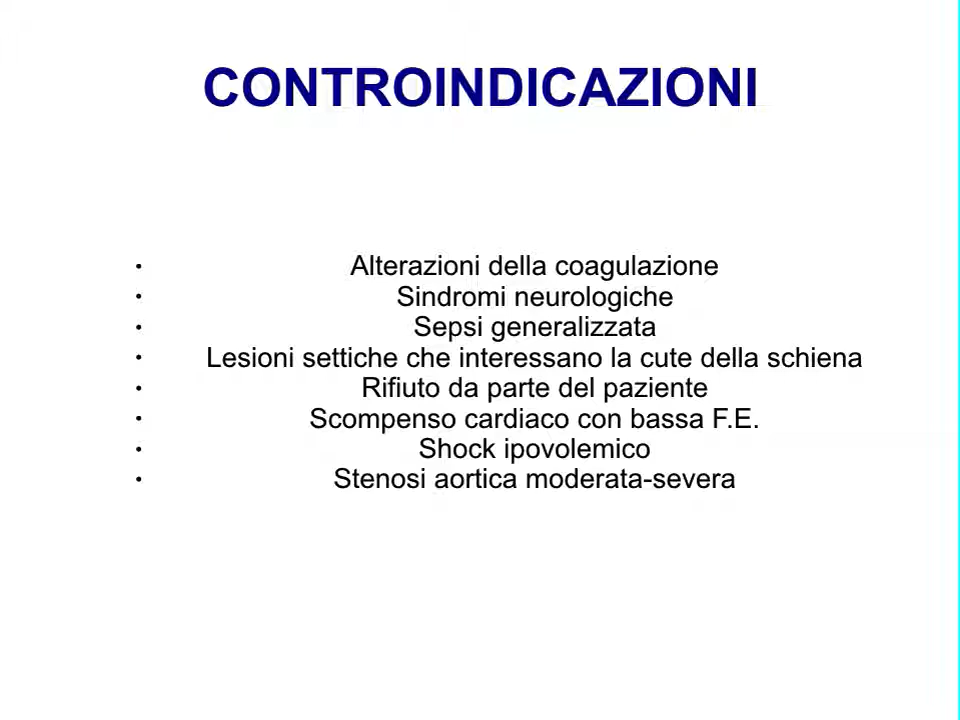 CONTROINDICAZIONI
• Alterazioni della coagulazione
• Sindromi neurologiche
• Sepsi generalizzata
• Lesioni settiche che interessano la cute della schiena
• Rifiuto da parte del paziente
• Scompenso cardiaco con bassa F.E.
• Shock ipovolemico
• Stenosi aortica moderata-severa